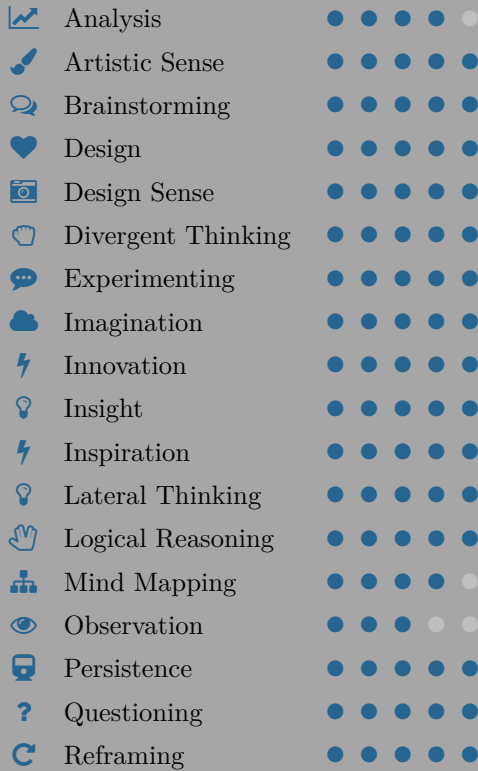 Analysis
Artistic Sense
Brainstorming
Design
Design Sense
Divergent Thinking
Experimenting
Imagination
Innovation
Insight
Inspiration
Lateral Thinking
Logical Reasoning
Mind Mapping
Observation
Persistence
? Questioning
Reframing